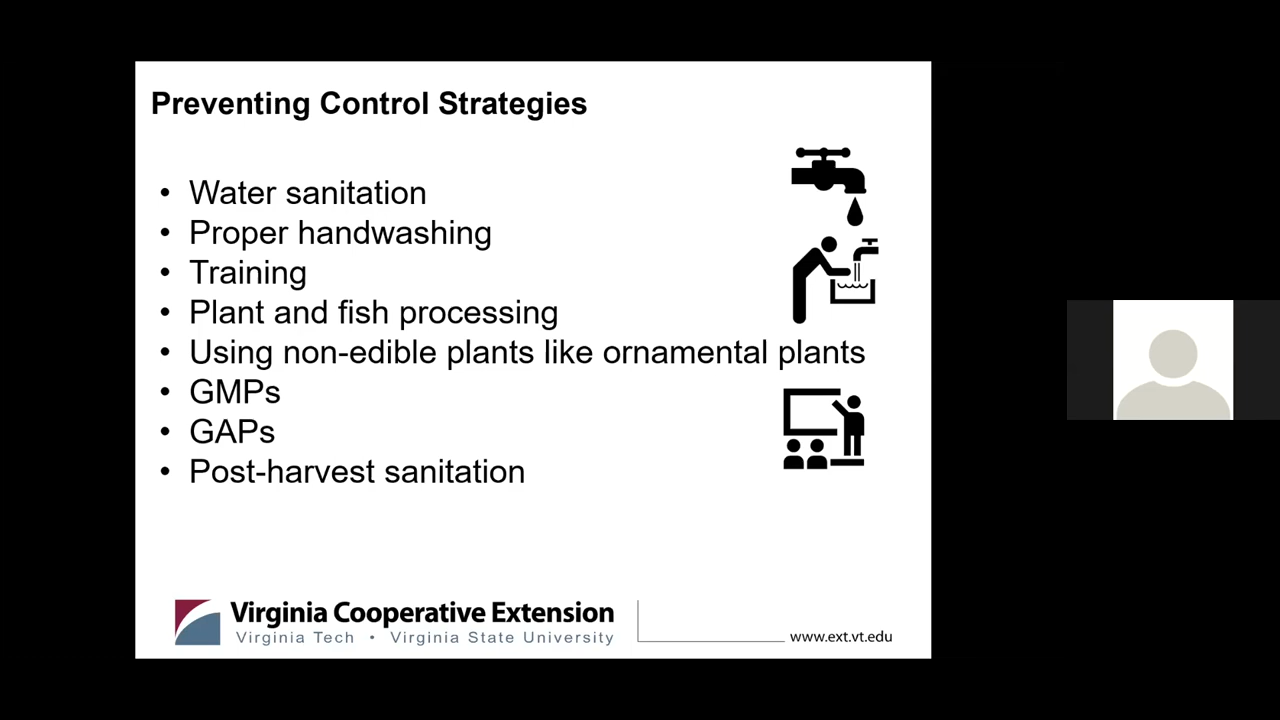 Preventing Control Strategies
• Water sanitation
• Proper handwashing
• Training
• Plant and fish processing
• Using non-edible plants like ornamental plants
• GMPs
• GAPs
• Post-harvest sanitation
Virginia Cooperative Extension
Virginia Tech • Virginia State University
www.ext.vt.edu